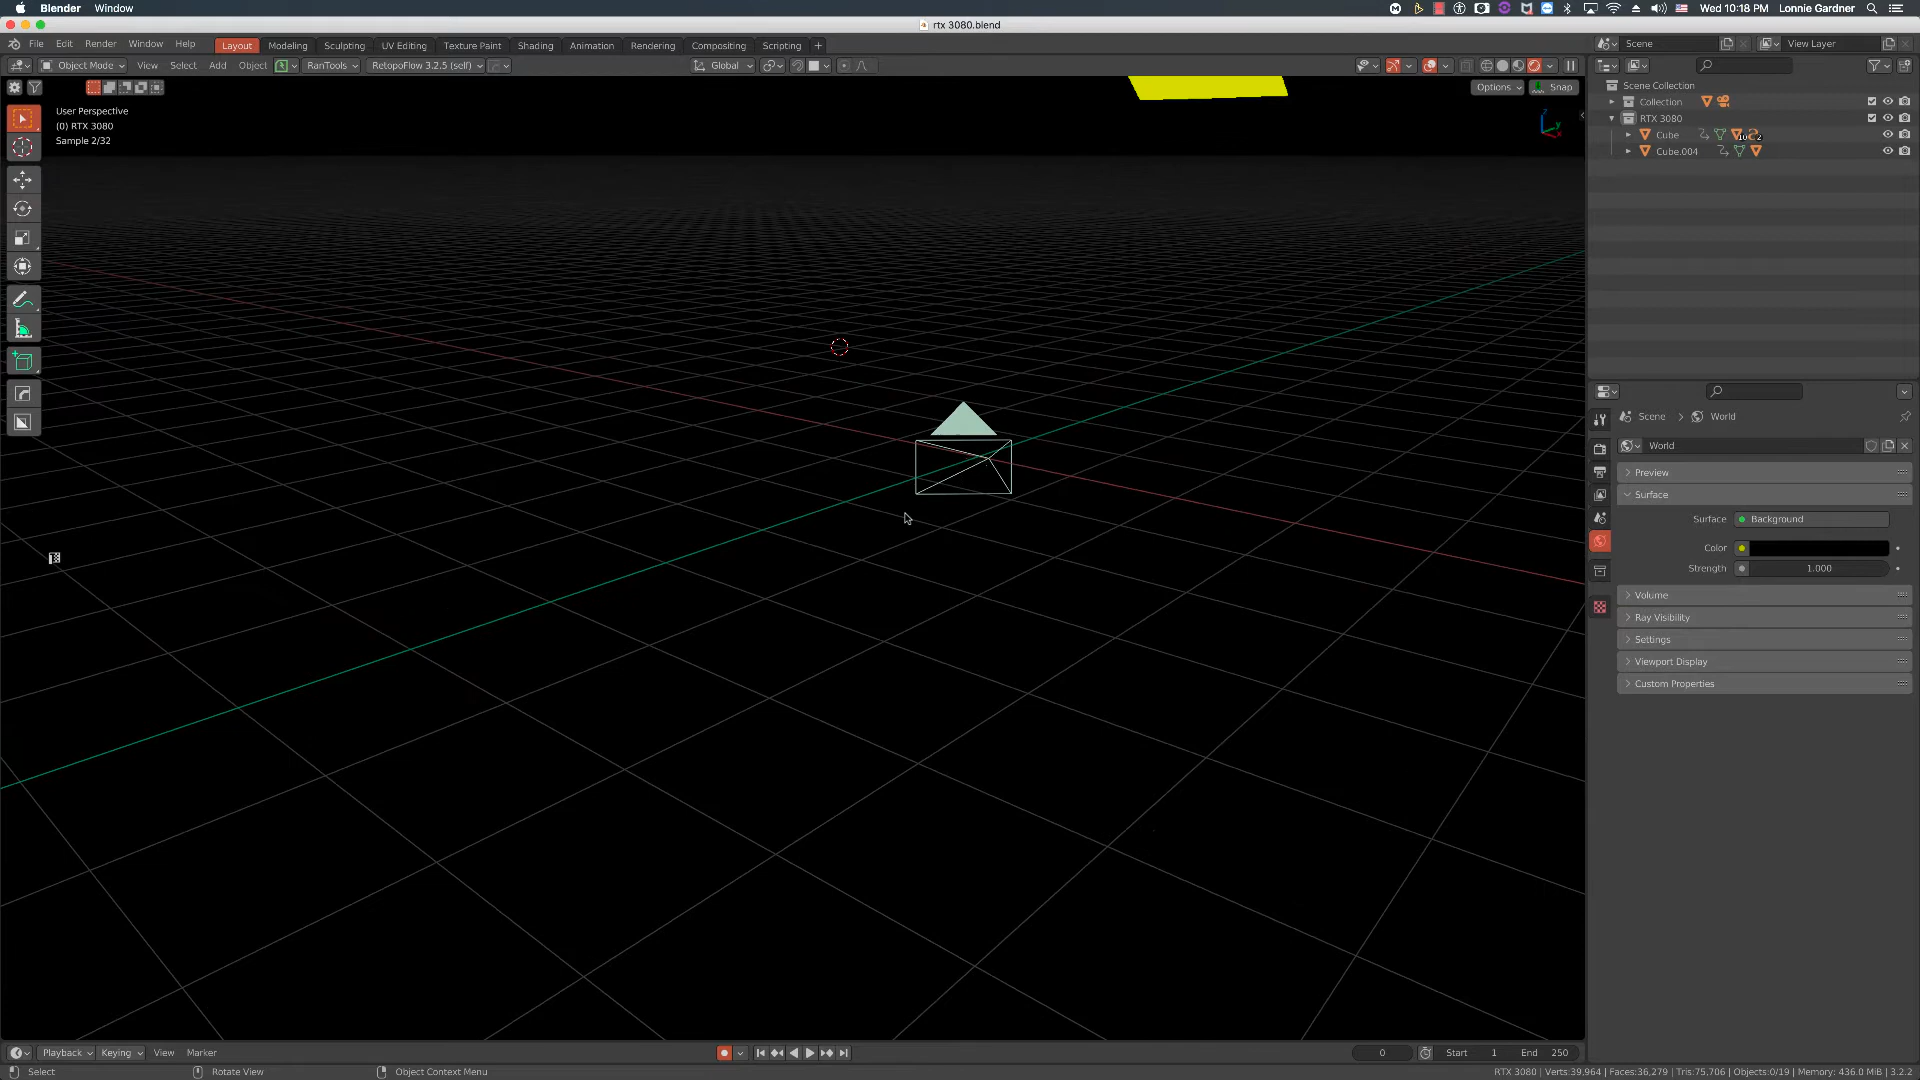 Blender Window Wed 10:18 PM Lonnie Gardner
rtx 3080.blend
File Edit Render Window Help Layout Modeling Sculpting UV Editing Texture Paint Shading Animation Rendering Compositing Scripting + Scene View Layer
Object Mode View Select Add Object RanTools RetopoFlow 3.2.5 (self) Global
Options Snap
User Perspective
(0) RTX 3080
Sample 2/32
Scene Collection
Collection
RTX 3080
Cube 10 2
Cube.004
Scene World
World
Preview
Surface
Surface Background
Color
Strength 1.000
Volume
Ray Visibility
Settings
Viewport Display
Custom Properties
Playback Keying View Marker 0 Start 1 End 250
Select Rotate View Object Context Menu RTX 3080 | Verts:39,964 | Faces:36,279 | Tris:75,706 | Objects:0/19 | Memory: 436.0 MiB | 3.2.2